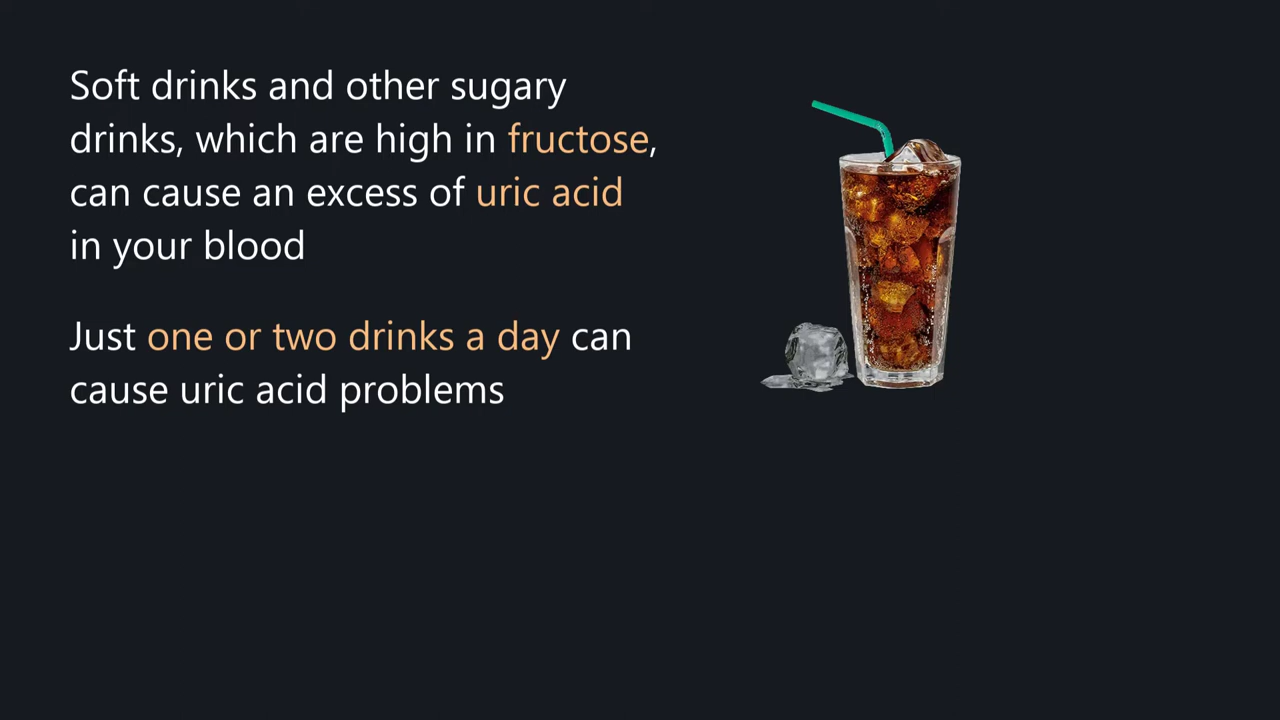 Soft drinks and other sugary
drinks, which are high in fructose,
can cause an excess of uric acid
in your blood
Just one or two drinks a day can
cause uric acid problems